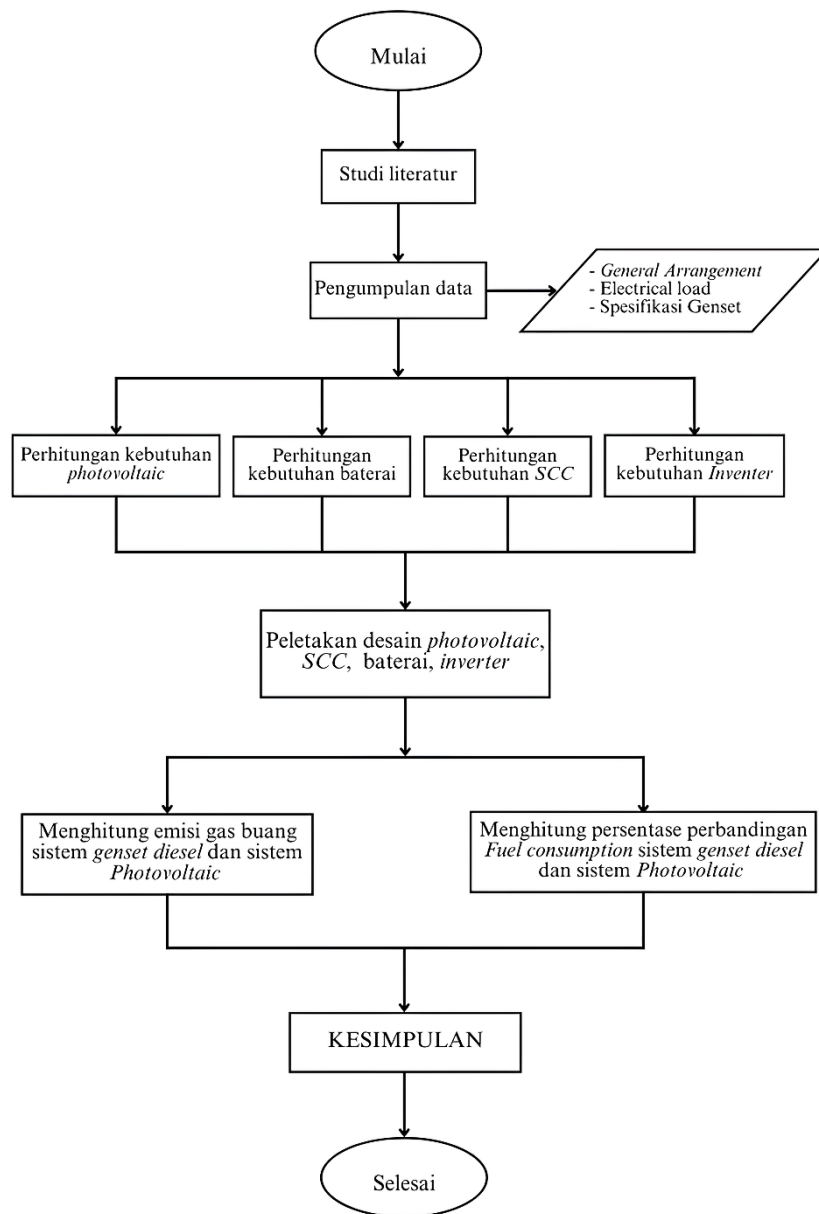 Mulai
Studi literatur
Pengumpulan data
- General Arrangement
- Electrical load
- Spesifikasi Genset
Perhitungan kebutuhan
photovoltaic
Perhitungan
kebutuhan baterai
Perhitungan
kebutuhan SCC
Perhitungan
kebutuhan Inventer
Peletakan desain photovoltaic,
SCC, baterai, inverter
Menghitung emisi gas buang
sistem genset diesel dan sistem
Photovoltaic
Menghitung persentase perbandingan
Fuel consumption sistem genset diesel
dan sistem Photovoltaic
KESIMPULAN
Selesai